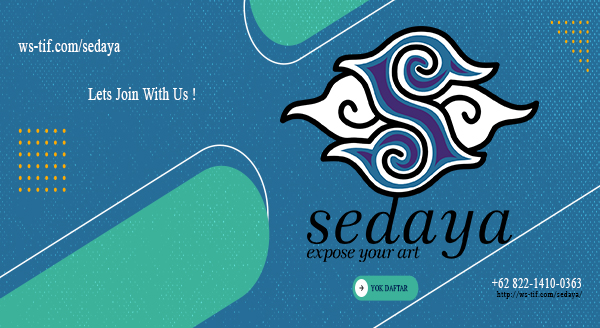 ws-tif.com/sedaya
Lets Join With Us !
sedaya
expose your art
YOK DAFTAR
+62 822-1410-0363
http://ws-tif.com/sedaya/